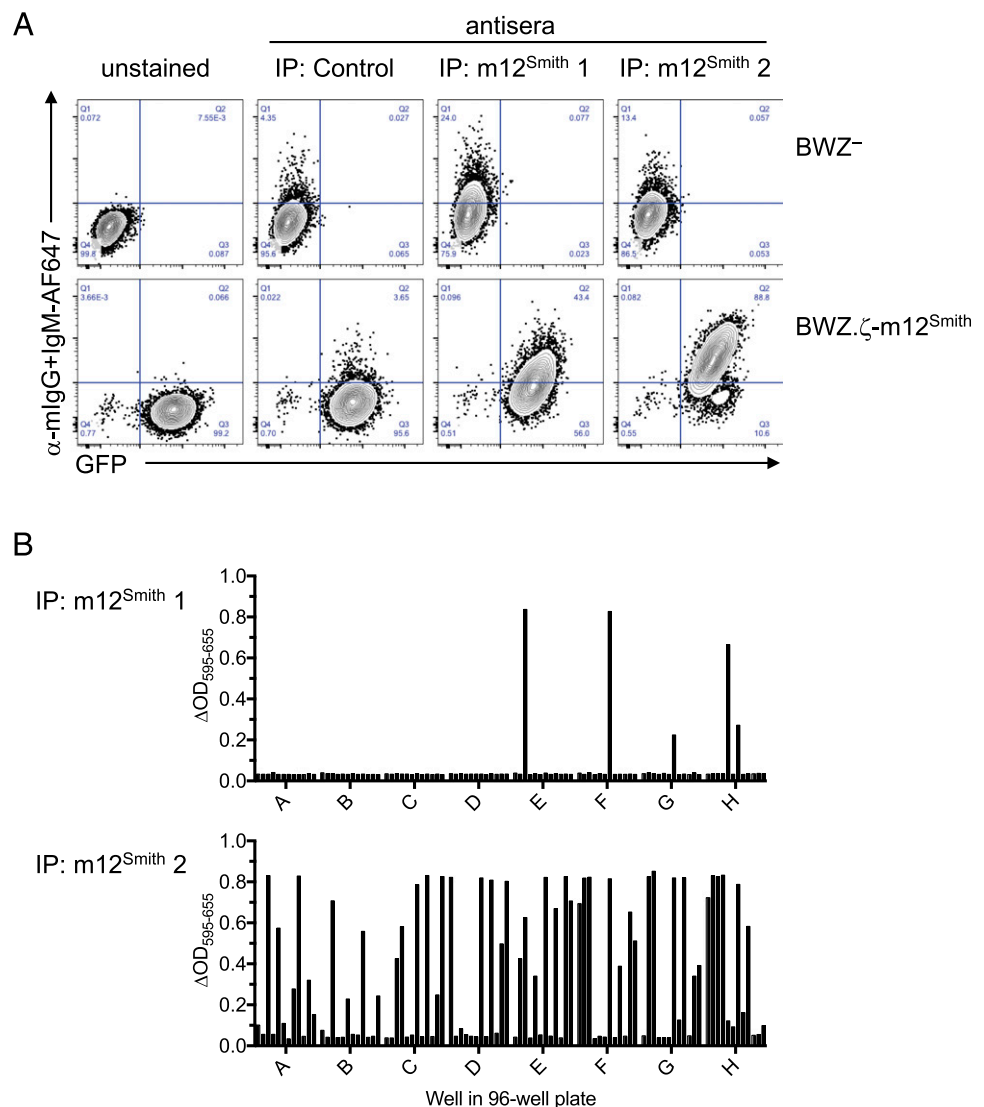 A
antisera
unstained IP: Control IP: m12Smith 1 IP: m12Smith 2
α-mIgG+IgM-AF647
Q1 0.072 Q2 7.55E-3 Q4 99.8 Q3 0.087
Q1 4.35 Q2 0.027 Q4 95.6 Q3 0.065
Q1 24.0 Q2 0.077 Q4 75.9 Q3 0.023
Q1 13.4 Q2 0.057 Q4 86.5 Q3 0.053
BWZ–
Q1 3.66E-3 Q2 0.066 Q4 0.77 Q3 99.2
Q1 0.022 Q2 3.65 Q4 0.70 Q3 95.6
Q1 0.096 Q2 43.4 Q4 0.51 Q3 56.0
Q1 0.082 Q2 88.8 Q4 0.55 Q3 10.6
BWZ.ζ-m12Smith
GFP
B
IP: m12Smith 1
ΔOD595-655
1.0
0.8
0.6
0.4
0.2
0.0
A B C D E F G H
IP: m12Smith 2
ΔOD595-655
1.0
0.8
0.6
0.4
0.2
0.0
A B C D E F G H
Well in 96-well plate